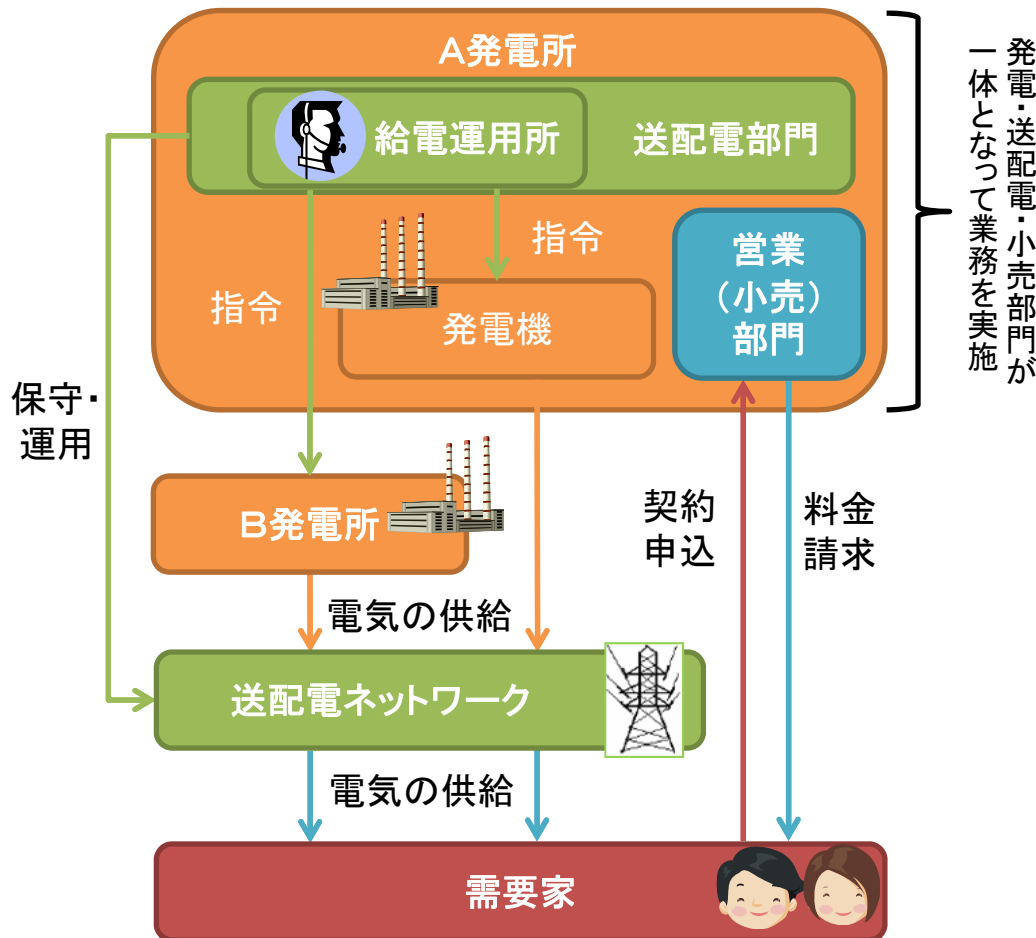 A発電所
給電運用所
送配電部門
指令
指令
発電機
営業
（小売）
部門
発電・送配電・小売部門が
一体となって業務を実施
保守・
運用
B発電所
契約
申込
料金
請求
電気の供給
送配電ネットワーク
電気の供給
需要家